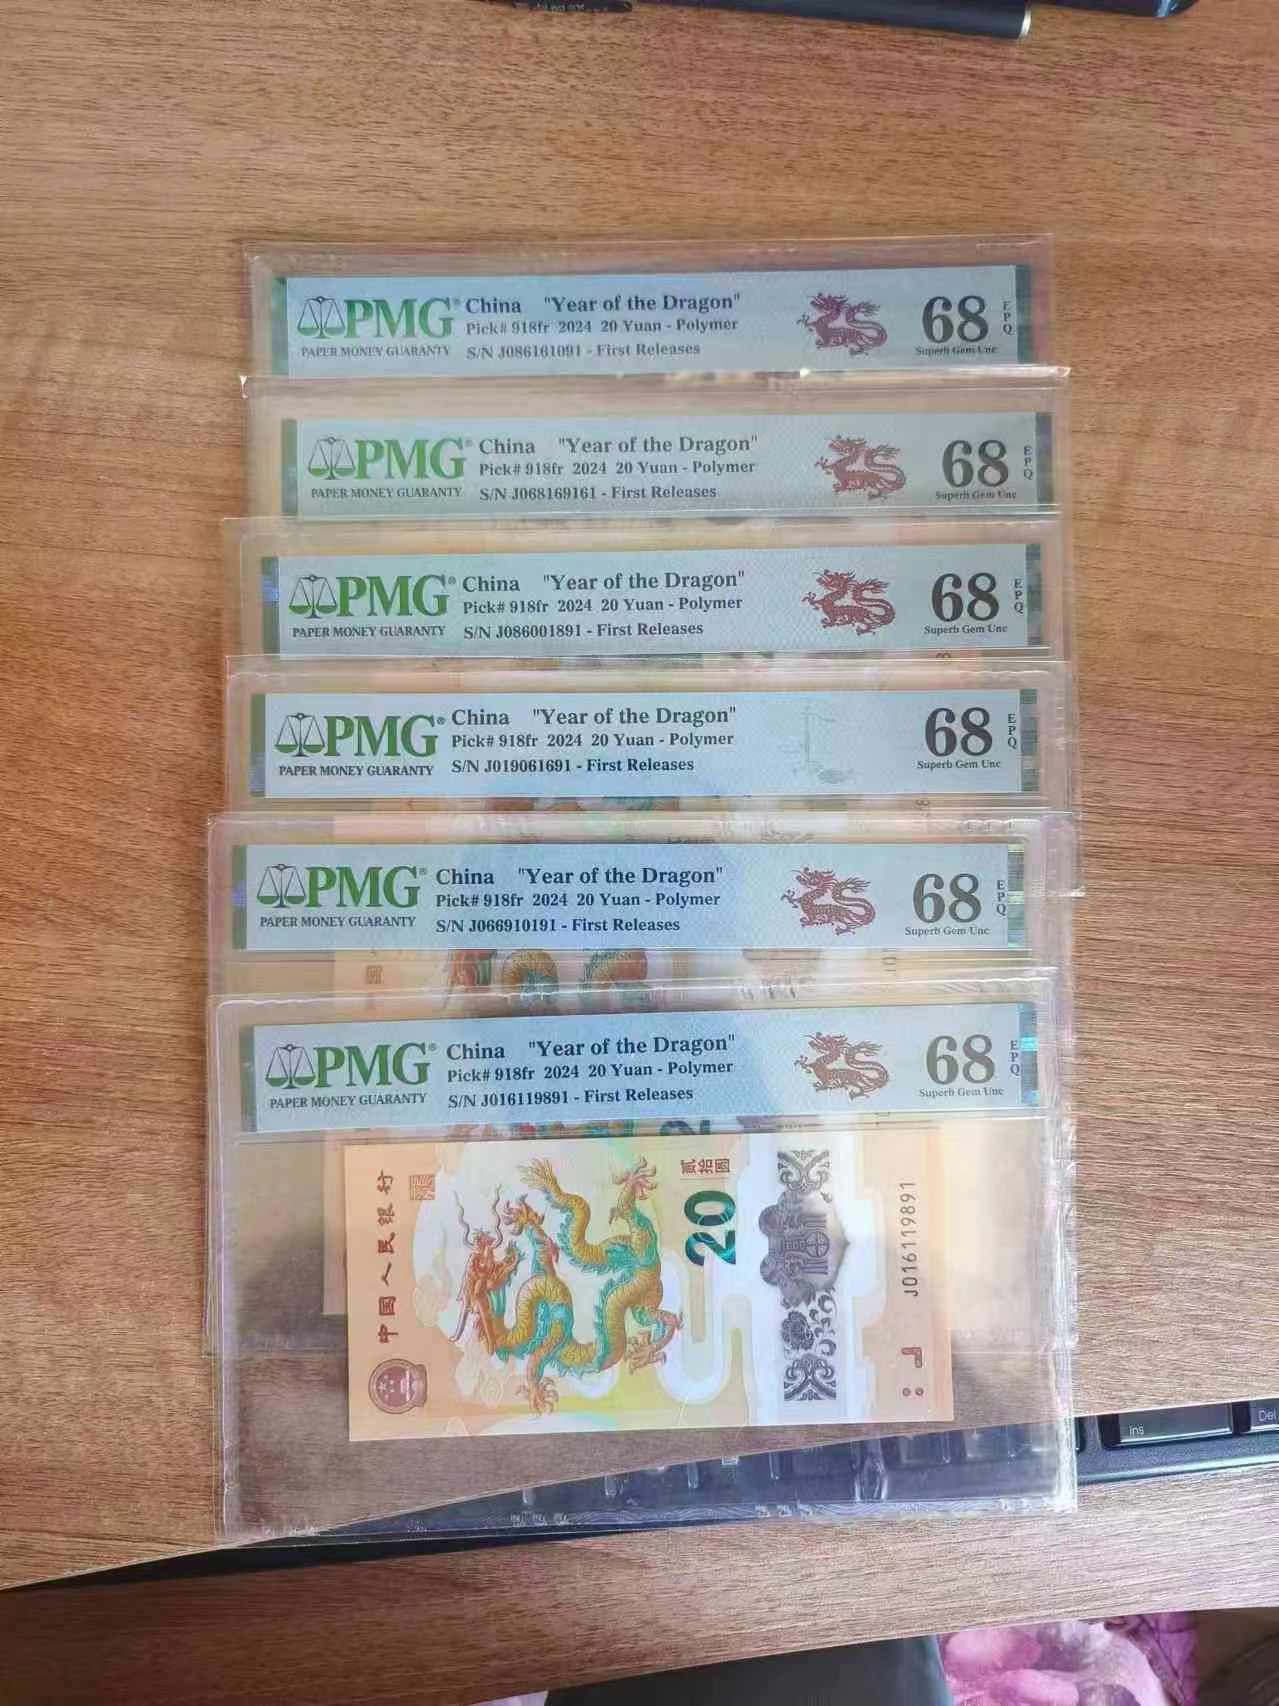 PMG® China "Year of the Dragon" 68 EPQ
Pick# 918fr 2024 20 Yuan - Polymer
PAPER MONEY GUARANTY S/N J086161091 - First Releases Superb Gem Unc
PMG® China "Year of the Dragon" 68 EPQ
Pick# 918fr 2024 20 Yuan - Polymer
PAPER MONEY GUARANTY S/N J068169161 - First Releases Superb Gem Unc
PMG® China "Year of the Dragon" 68 EPQ
Pick# 918fr 2024 20 Yuan - Polymer
PAPER MONEY GUARANTY S/N J086001891 - First Releases Superb Gem Unc
PMG® China "Year of the Dragon" 68 EPQ
Pick# 918fr 2024 20 Yuan - Polymer
PAPER MONEY GUARANTY S/N J019061691 - First Releases Superb Gem Unc
PMG® China "Year of the Dragon" 68 EPQ
Pick# 918fr 2024 20 Yuan - Polymer
PAPER MONEY GUARANTY S/N J066910191 - First Releases Superb Gem Unc
PMG® China "Year of the Dragon" 68 EPQ
Pick# 918fr 2024 20 Yuan - Polymer
PAPER MONEY GUARANTY S/N J016119891 - First Releases Superb Gem Unc
中国人民银行
贰拾圆
20
J016119891
Ins
Del